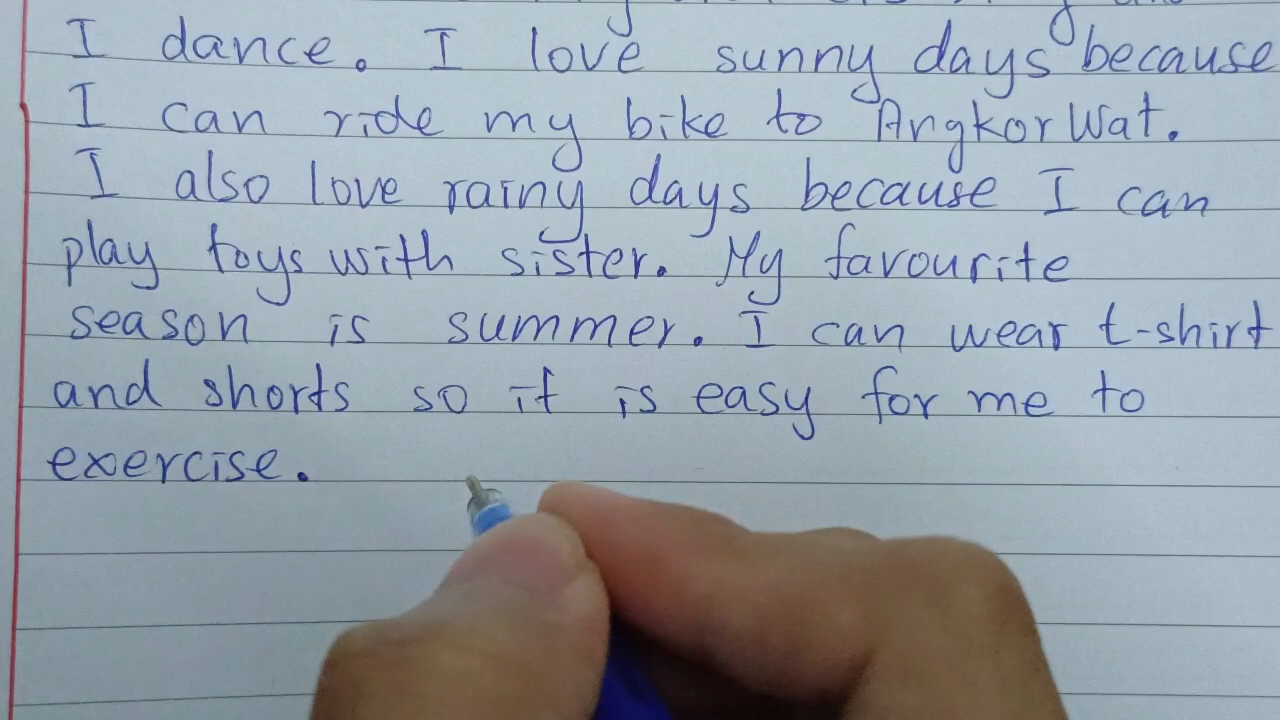 I dance. I love sunny days because
I can ride my bike to Angkor Wat.
I also love rainy days because I can
play toys with sister. My favourite
season is summer. I can wear t-shirt
and shorts so it is easy for me to
exercise.